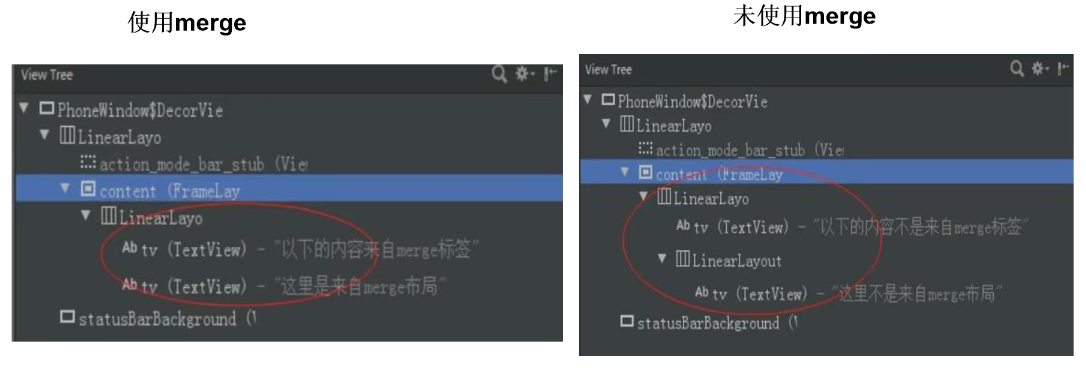 使用merge
View Tree
PhoneWindow$DecorVie
LinearLayo
action_mode_bar_stub (Vie
content (FrameLay
LinearLayo
Ab tv (TextView) - "以下的内容来自merge标签"
Ab tv (TextView) - "这里是来自merge布局"
statusBarBackground (
未使用merge
View Tree
PhoneWindow$DecorVie
LinearLayo
action_mode_bar_stub (Vie
content (FrameLay
LinearLayo
Ab tv (TextView) - "以下的内容不是来自merge标签"
LinearLayout
Ab tv (TextView) - "这里不是来自merge布局"
statusBarBackground (